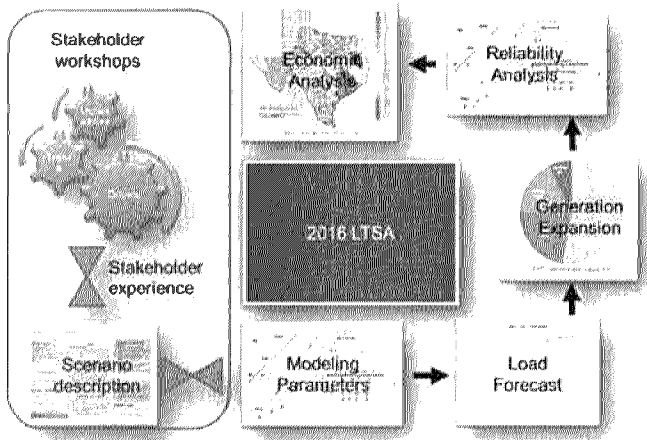 Stakeholder
workshops
Stakeholder
experience
Scenario
description
Economic
Analysis
Reliability
Analysis
2016 LTSA
Generation
Expansion
Modeling
Parameters
Load
Forecast